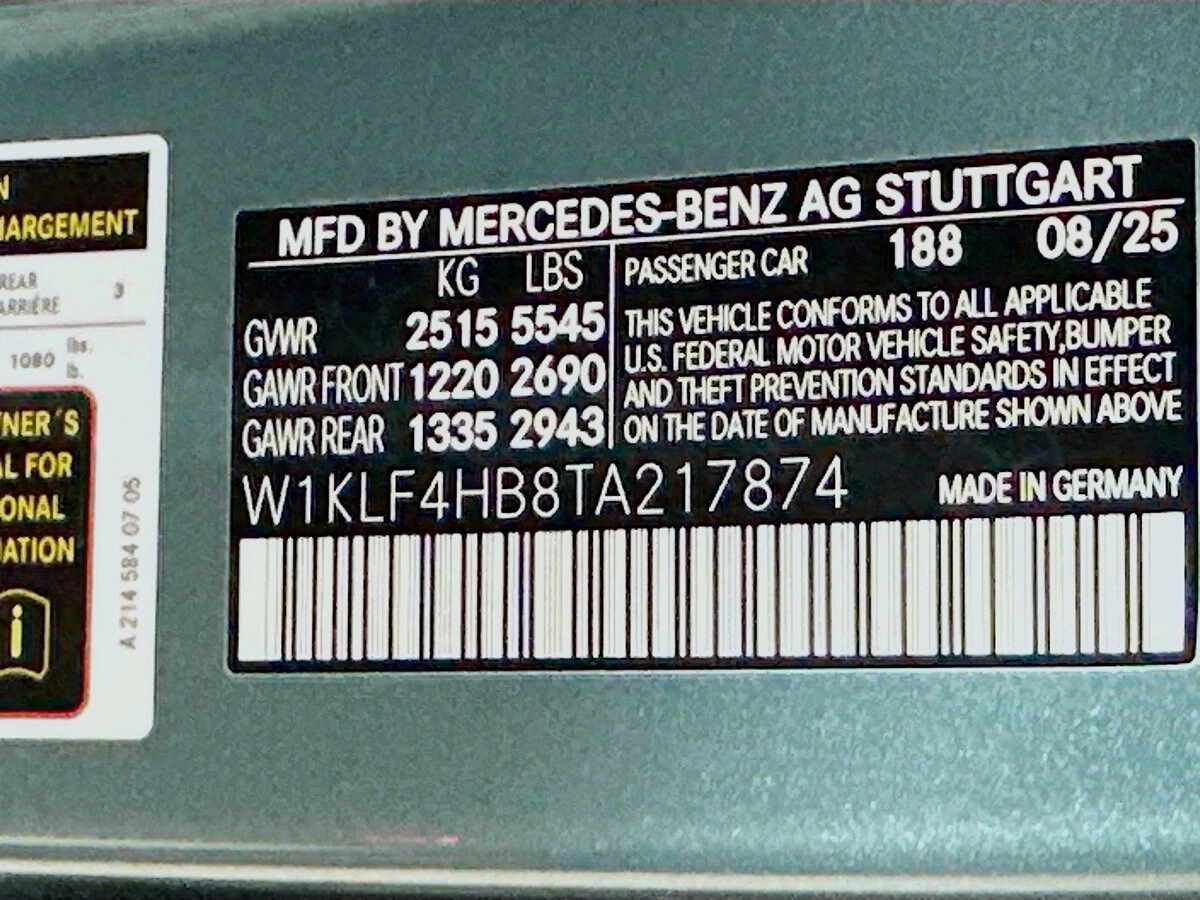 N
HARGEMENT
REAR
ARRIÈRE
3
1080 lbs.
lb.
NER´S
AL FOR
ONAL
MATION
i
A 214 584 07 05
MFD BY MERCEDES-BENZ AG STUTTGART
KG LBS
GVWR 2515 5545
GAWR FRONT 1220 2690
GAWR REAR 1335 2943
PASSENGER CAR 188 08/25
THIS VEHICLE CONFORMS TO ALL APPLICABLE
U.S. FEDERAL MOTOR VEHICLE SAFETY,BUMPER
AND THEFT PREVENTION STANDARDS IN EFFECT
ON THE DATE OF MANUFACTURE SHOWN ABOVE
W1KLF4HB8TA217874
MADE IN GERMANY